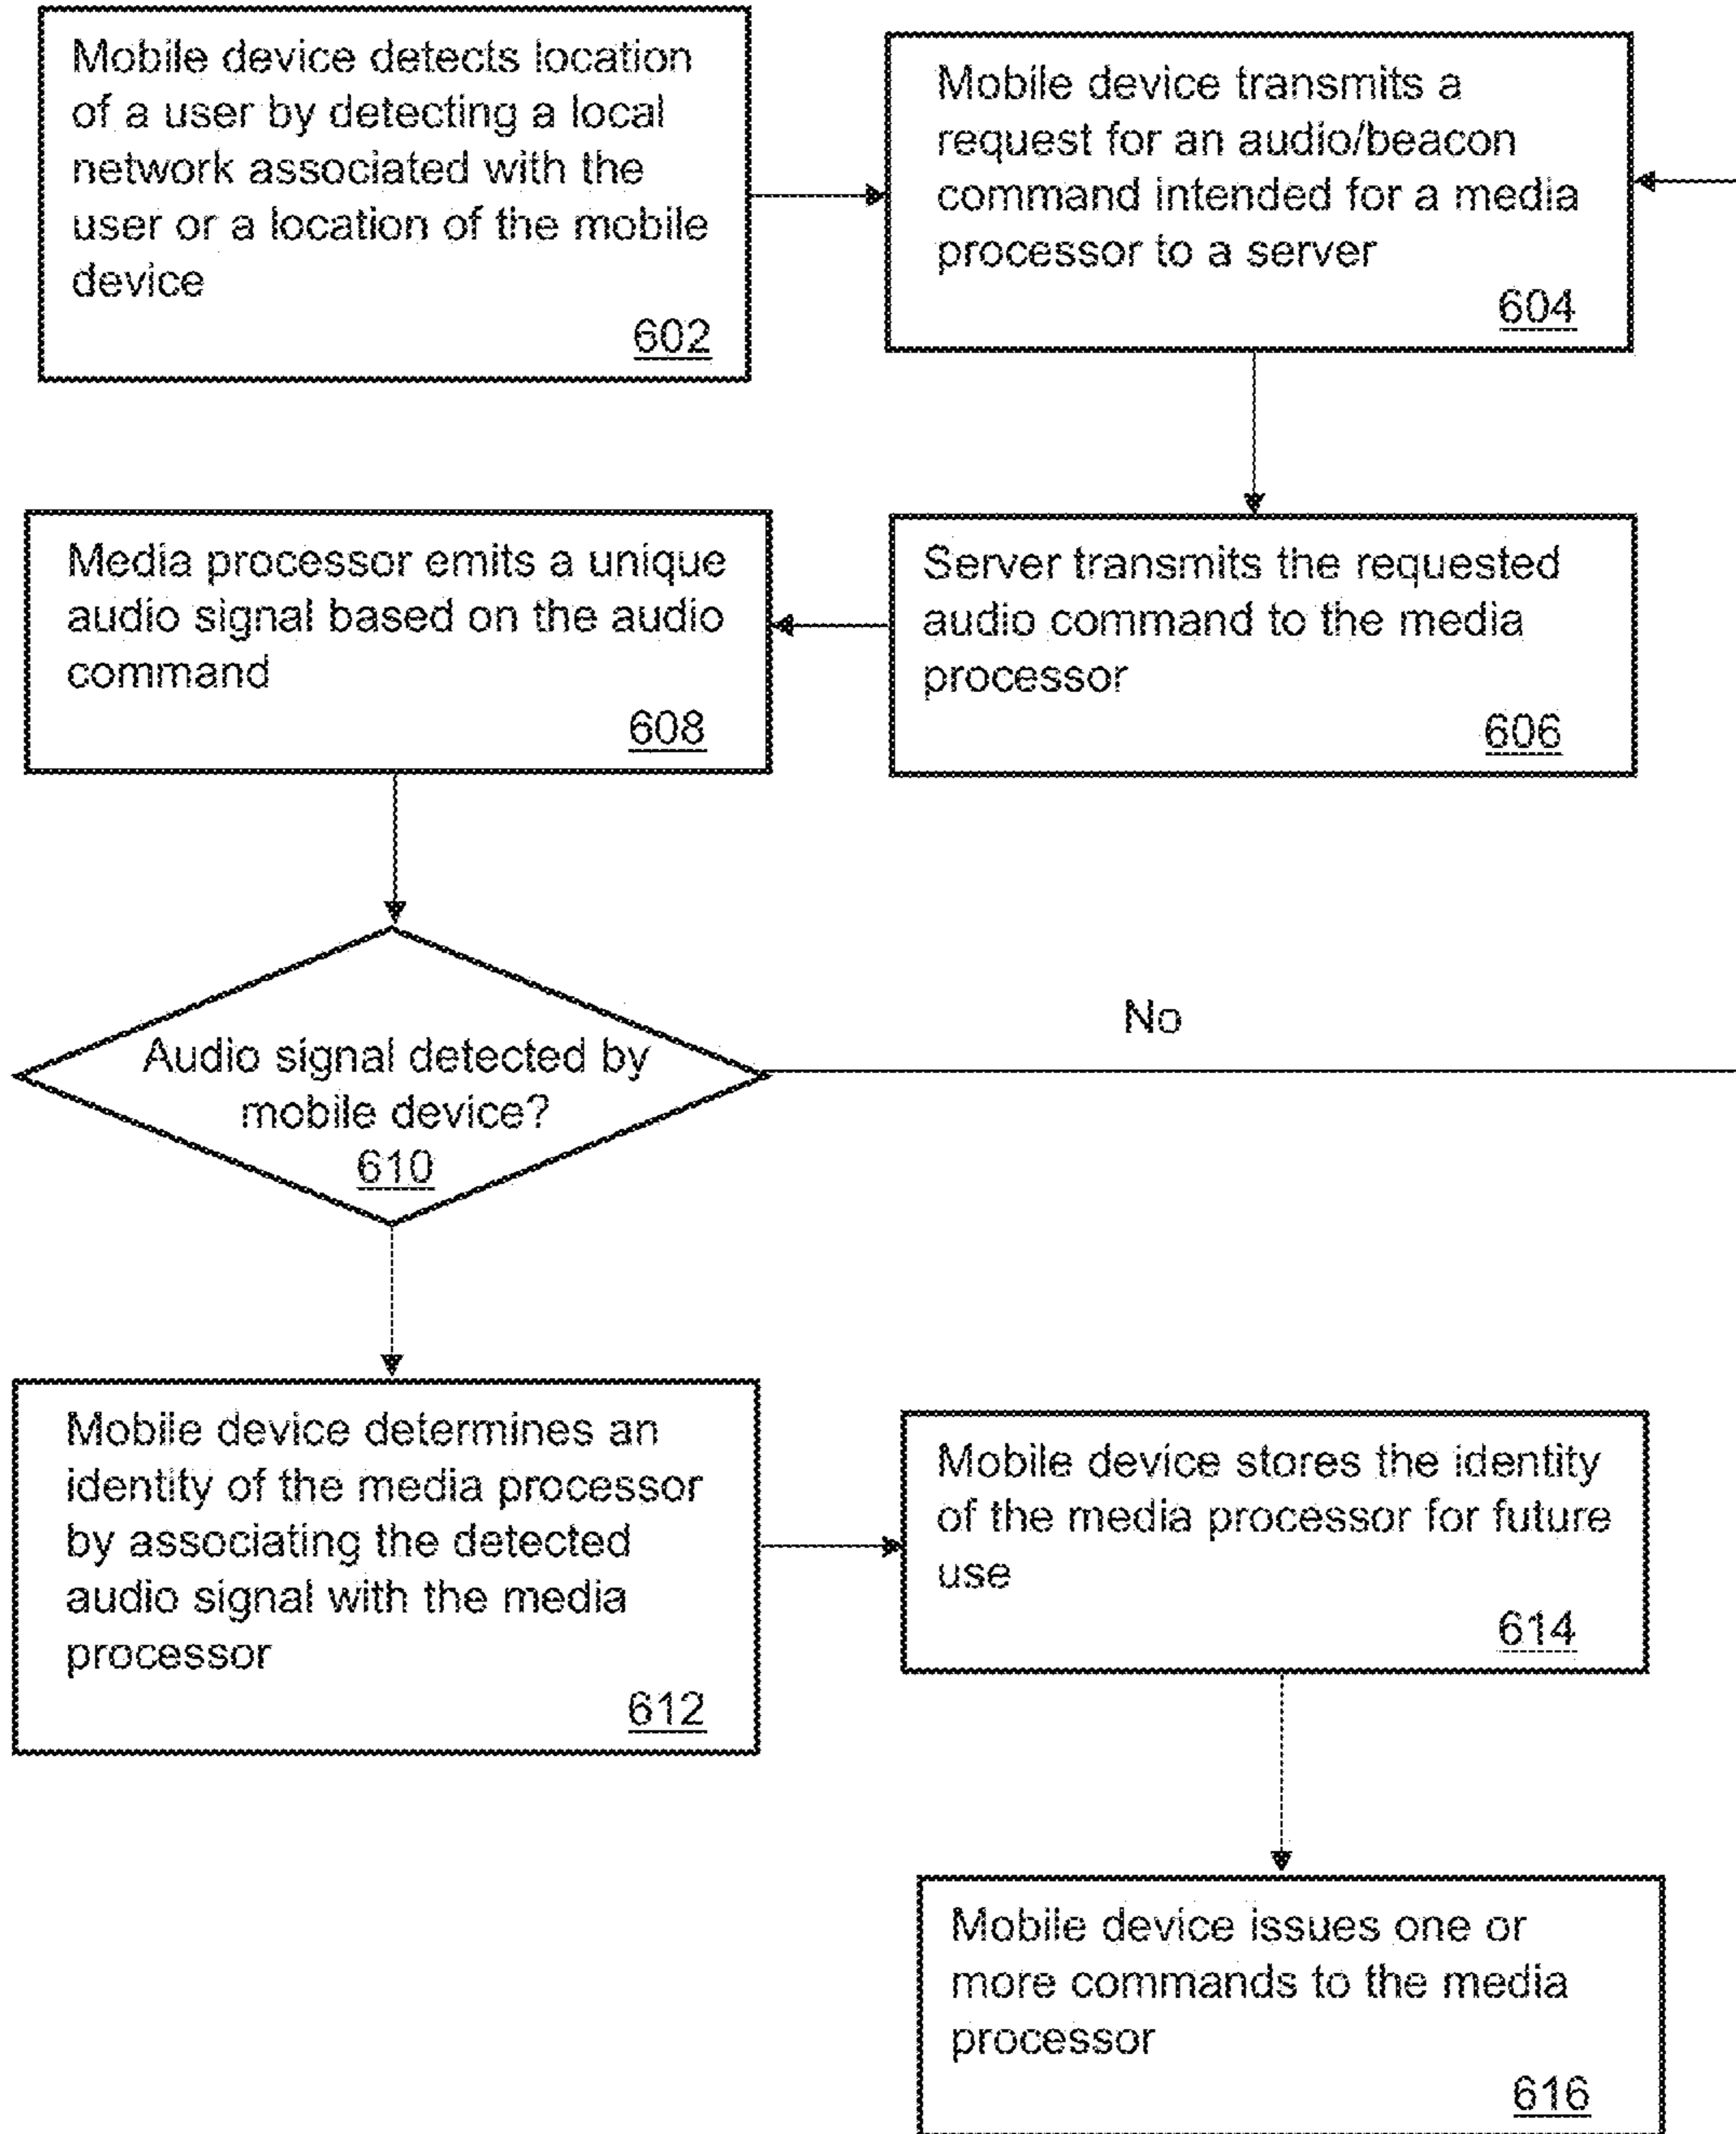 Mobile device detects location
of a user by detecting a local
network associated with the
user or a location of the mobile
device
602
Mobile device transmits a
request for an audio/beacon
command intended for a media
processor to a server
604
Server transmits the requested
audio command to the media
processor
606
Media processor emits a unique
audio signal based on the audio
command
608
Audio signal detected by
mobile device?
610
No
Mobile device determines an
identity of the media processor
by associating the detected
audio signal with the media
processor
612
Mobile device stores the identity
of the media processor for future
use
614
Mobile device issues one or
more commands to the media
processor
616